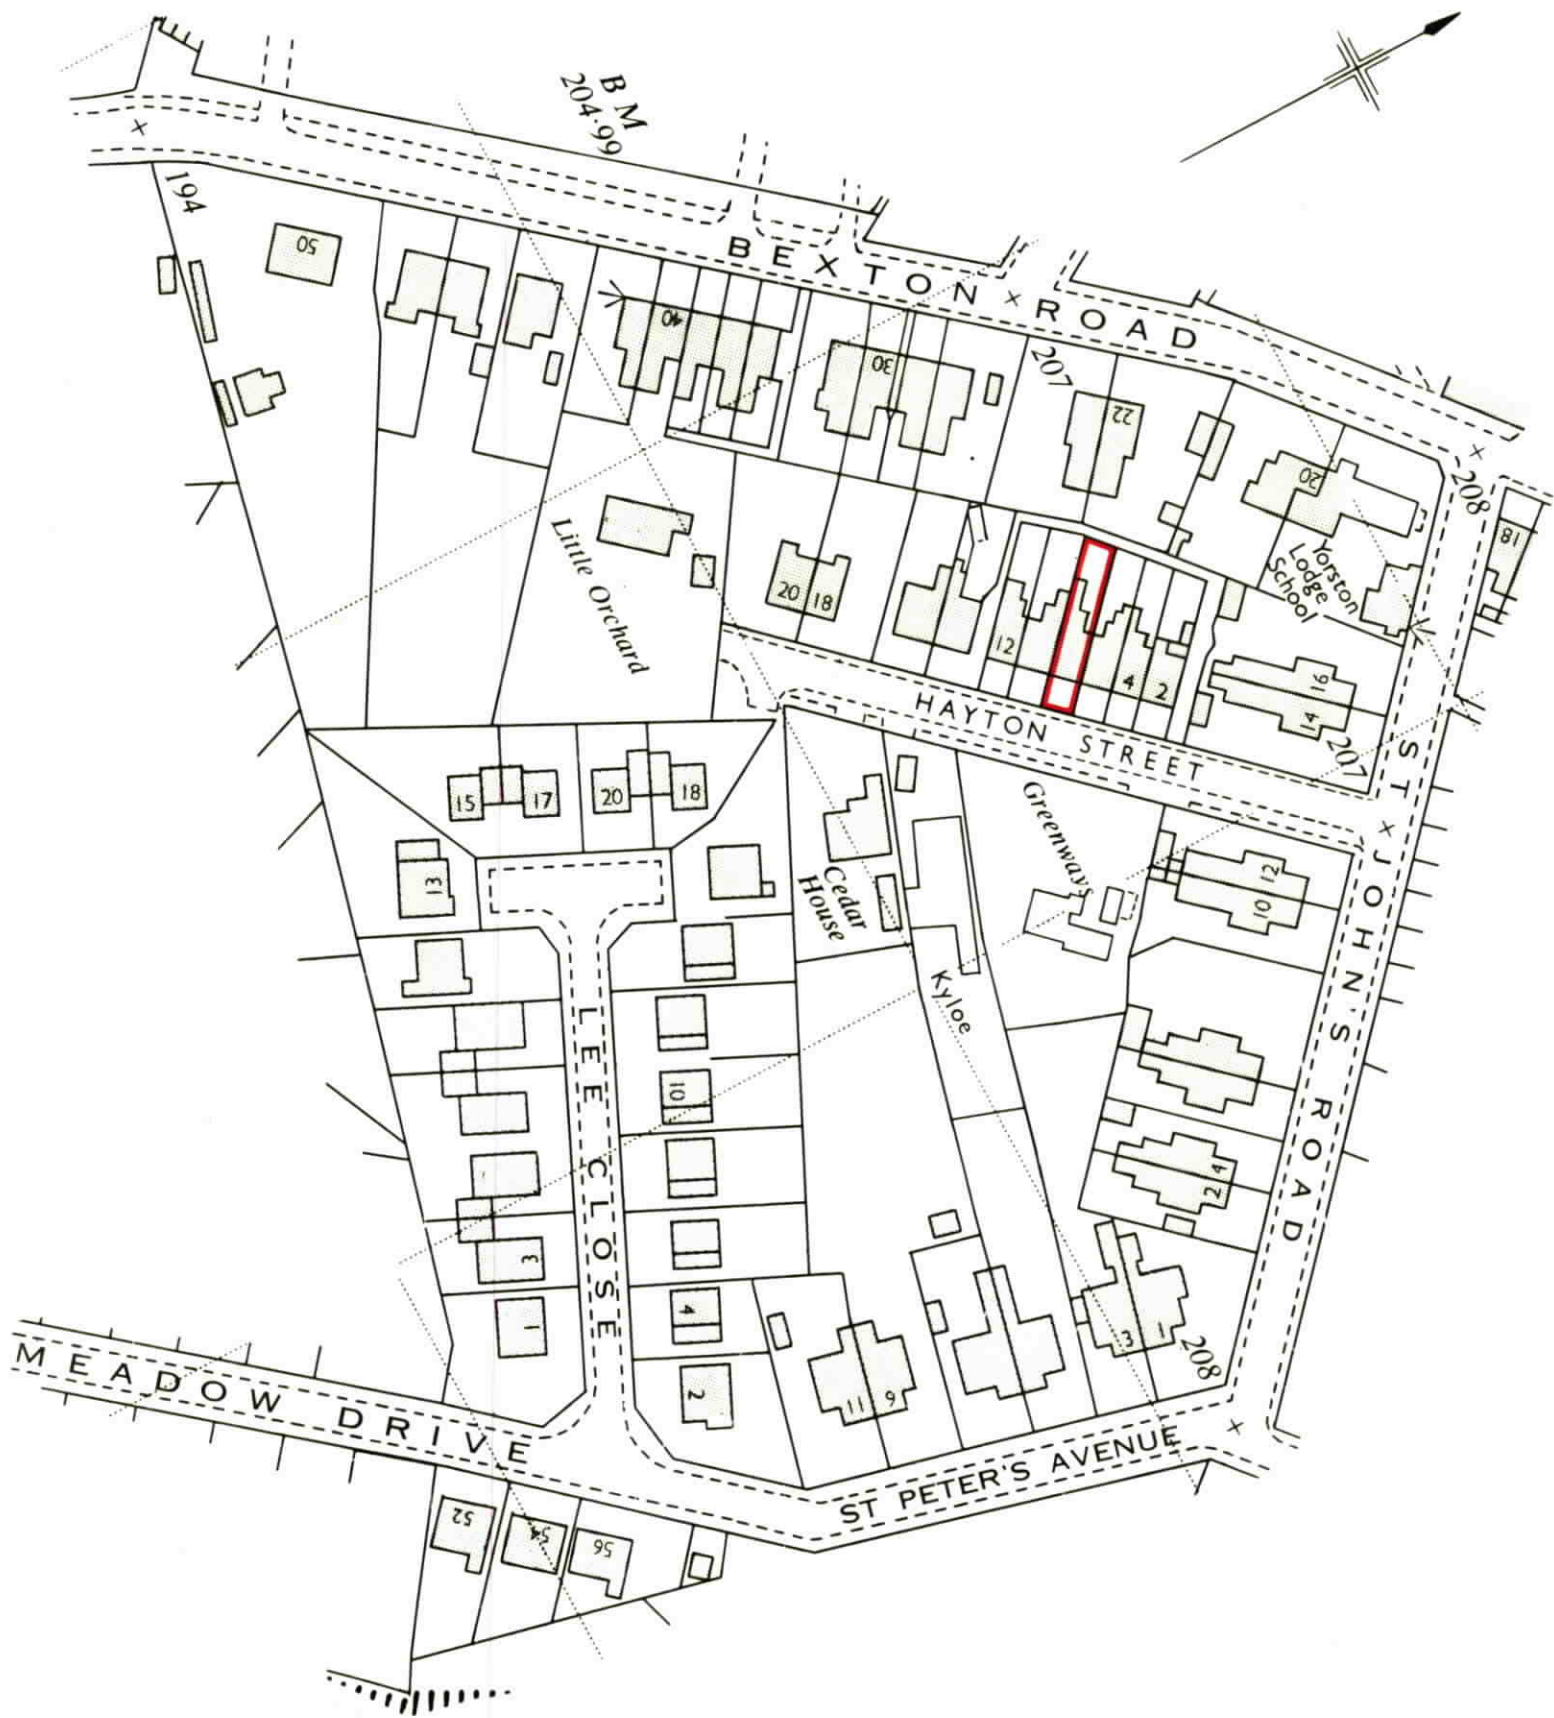 B M
204·99
194
50
BEXTON ROAD
40
30
207
22
20
208
18
Yorston
Lodge
School
Little Orchard
20
18
12
4
2
16
14
207
HAYTON STREET
ST JOHN'S ROAD
15
17
20
18
13
Cedar
House
Greenways
12
10
Kyloe
LEE CLOSE
10
4
2
3
1
2
4
11
9
3
1
208
MEADOW DRIVE
ST PETER'S AVENUE
52
54
56